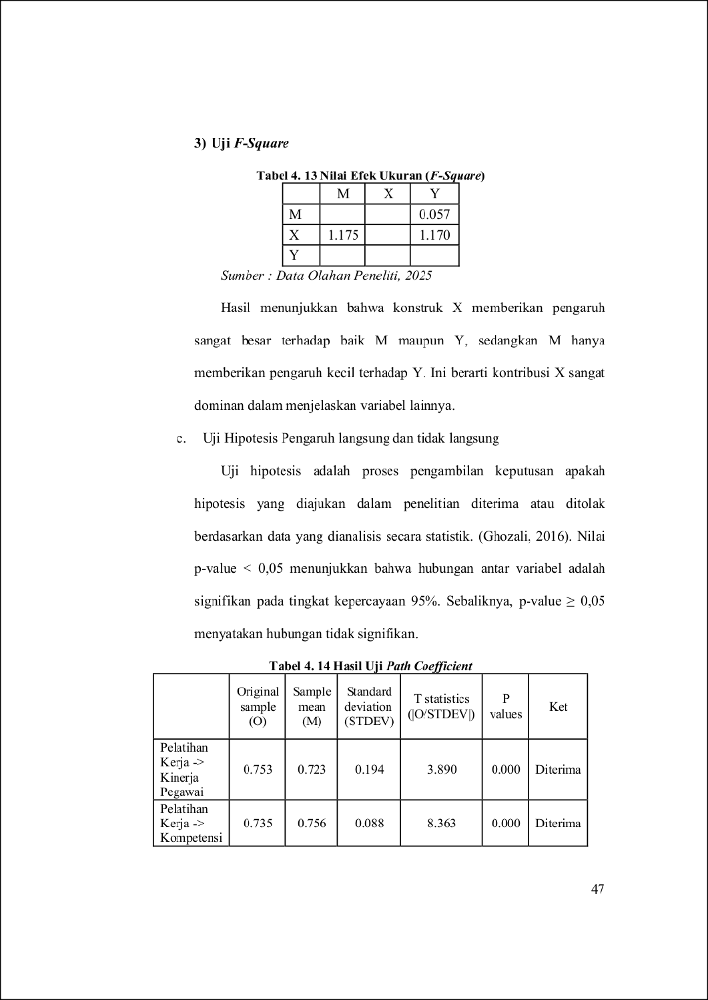 3) Uji F-Square
Tabel 4. 13 Nilai Efek Ukuran (F-Square)
M X Y
M 0.057
X 1.175 1.170
Y
Sumber : Data Olahan Peneliti, 2025
Hasil menunjukkan bahwa konstruk X memberikan pengaruh
sangat besar terhadap baik M maupun Y, sedangkan M hanya
memberikan pengaruh kecil terhadap Y. Ini berarti kontribusi X sangat
dominan dalam menjelaskan variabel lainnya.
c. Uji Hipotesis Pengaruh langsung dan tidak langsung
Uji hipotesis adalah proses pengambilan keputusan apakah
hipotesis yang diajukan dalam penelitian diterima atau ditolak
berdasarkan data yang dianalisis secara statistik. (Ghozali, 2016). Nilai
p-value < 0,05 menunjukkan bahwa hubungan antar variabel adalah
signifikan pada tingkat kepercayaan 95%. Sebaliknya, p-value ≥ 0,05
menyatakan hubungan tidak signifikan.
Tabel 4. 14 Hasil Uji Path Coefficient
Original
sample
(O)
Sample
mean
(M)
Standard
deviation
(STDEV)
T statistics
(|O/STDEV|)
P
values
Ket
Pelatihan
Kerja ->
Kinerja
Pegawai
0.753 0.723 0.194 3.890 0.000 Diterima
Pelatihan
Kerja ->
Kompetensi
0.735 0.756 0.088 8.363 0.000 Diterima
47